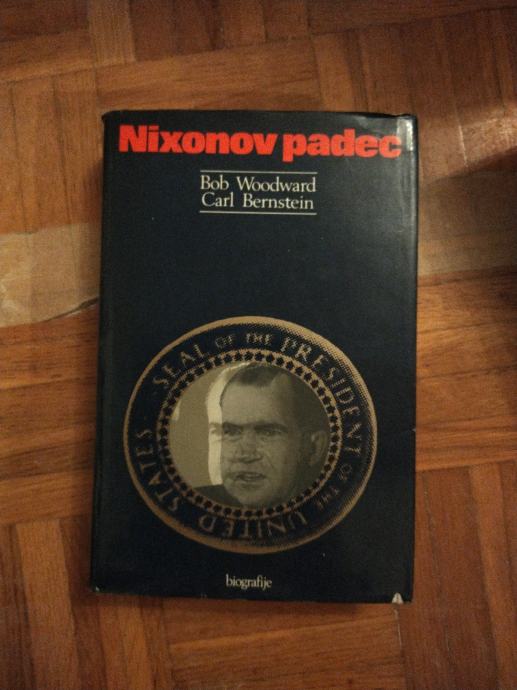 Nixonov padec
Bob Woodward
Carl Bernstein
SEAL OF THE PRESIDENT OF THE UNITED STATES
biografije